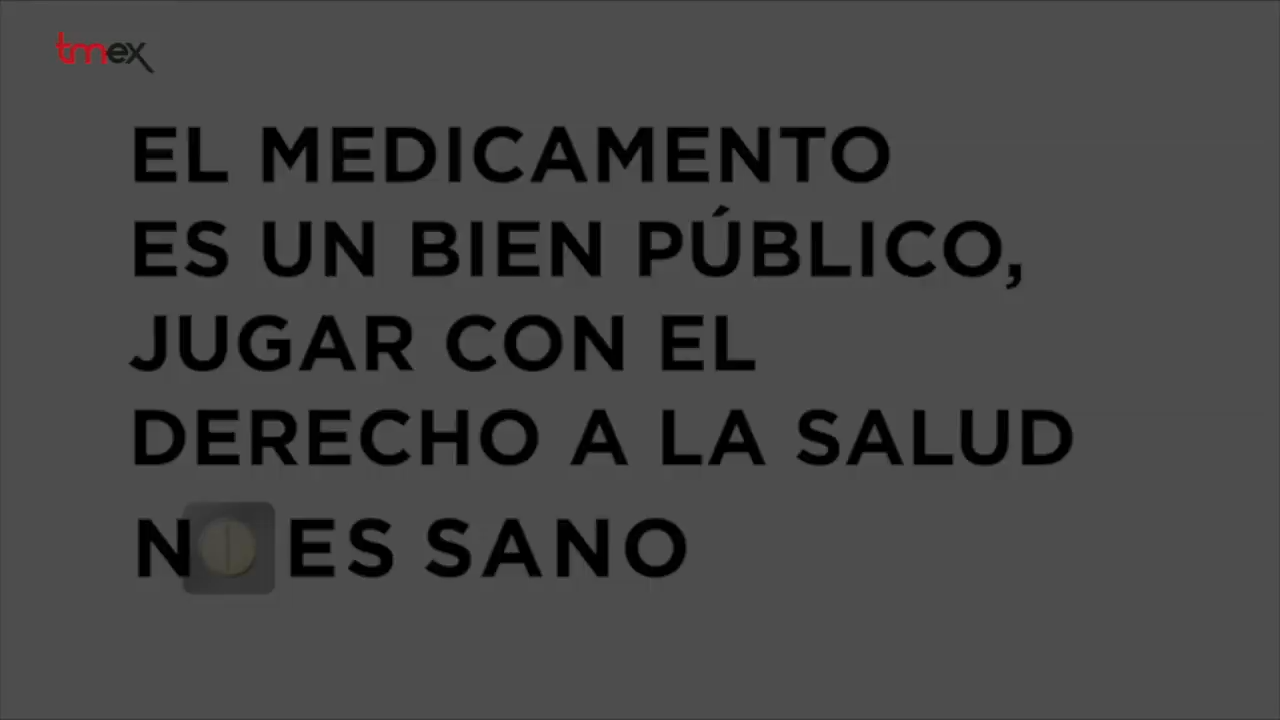 tmex
EL MEDICAMENTO
ES UN BIEN PÚBLICO,
JUGAR CON EL
DERECHO A LA SALUD
NO ES SANO